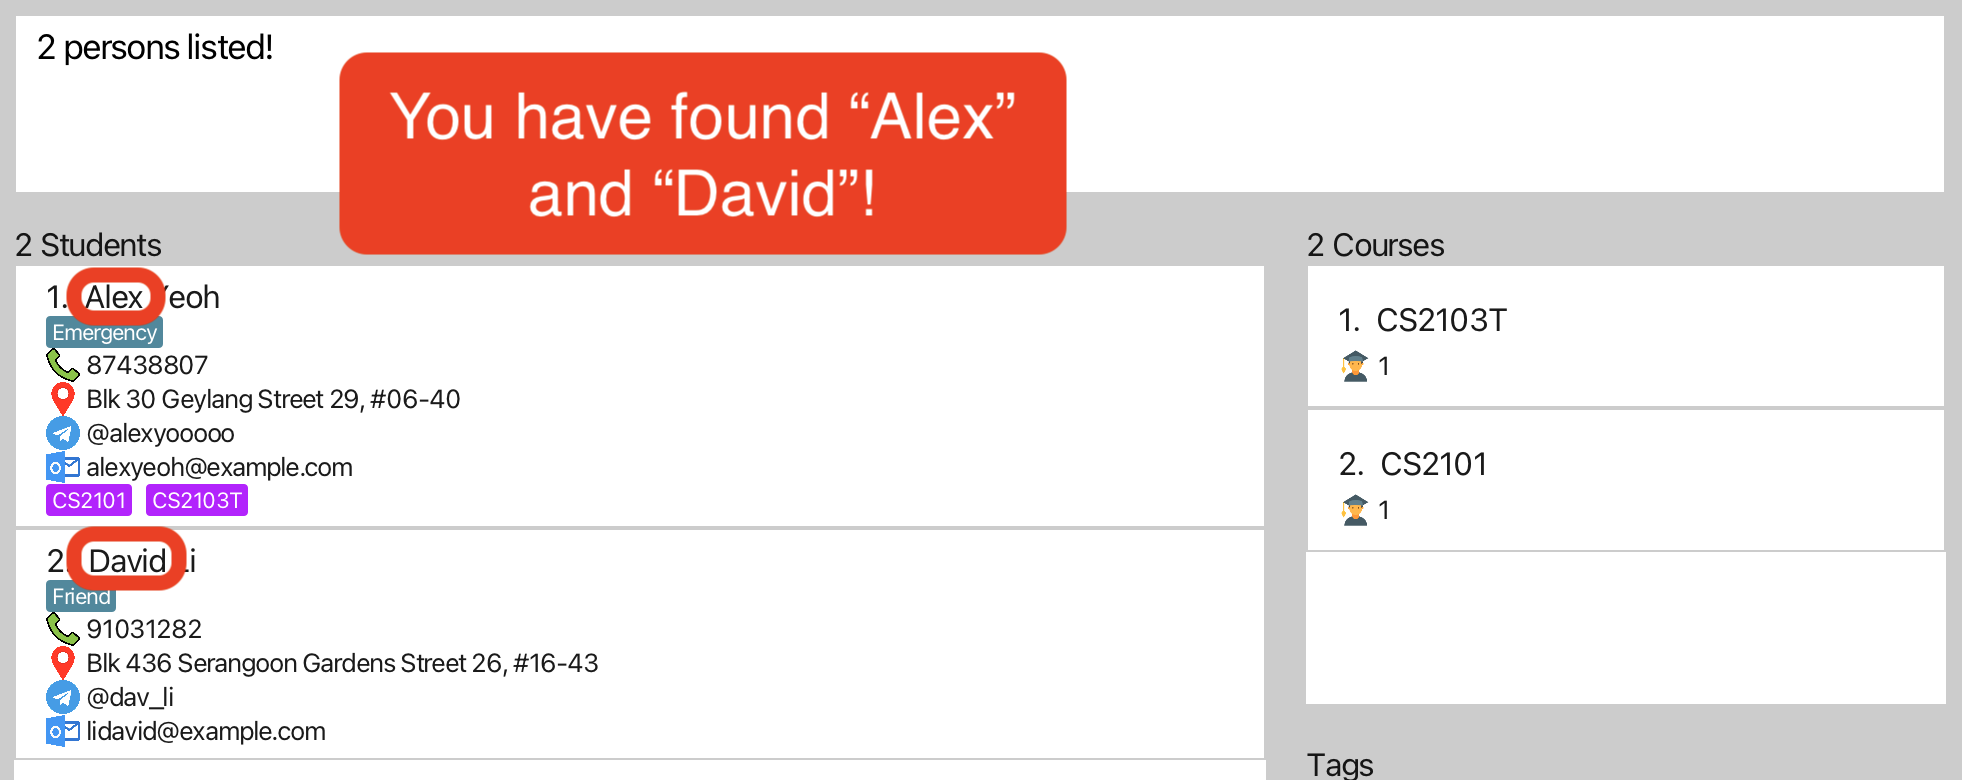 2 persons listed!
You have found “Alex”
and “David”!
2 Students
1. Alex Yeoh
Emergency
87438807
Blk 30 Geylang Street 29, #06-40
@alexyooooo
alexyeoh@example.com
CS2101 CS2103T
2. David Li
Friend
91031282
Blk 436 Serangoon Gardens Street 26, #16-43
@dav_li
lidavid@example.com
2 Courses
1. CS2103T
1
2. CS2101
1
Tags